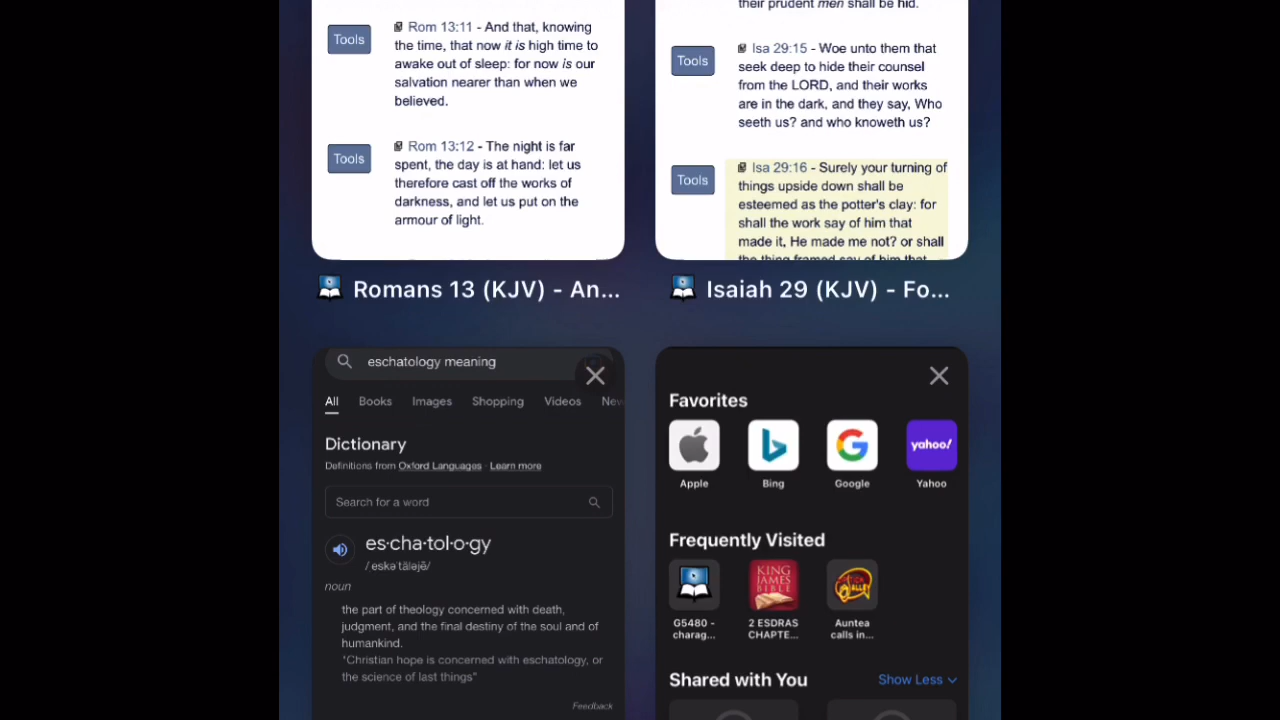 their prudent men shall be hid.
Tools
Rom 13:11 - And that, knowing
the time, that now it is high time to
awake out of sleep: for now is our
salvation nearer than when we
believed.
Tools
Rom 13:12 - The night is far
spent, the day is at hand: let us
therefore cast off the works of
darkness, and let us put on the
armour of light.
Tools
Isa 29:15 - Woe unto them that
seek deep to hide their counsel
from the LORD, and their works
are in the dark, and they say, Who
seeth us? and who knoweth us?
Tools
Isa 29:16 - Surely your turning of
things upside down shall be
esteemed as the potter's clay: for
shall the work say of him that
made it, He made me not? or shall
the thing framed say of him that
Romans 13 (KJV) - An...
Isaiah 29 (KJV) - Fo...
eschatology meaning
All Books Images Shopping Videos New
Dictionary
Definitions from Oxford Languages · Learn more
Search for a word
es·cha·tol·o·gy
/ˌeskəˈtäləjē/
noun
the part of theology concerned with death,
judgment, and the final destiny of the soul and of
humankind.
"Christian hope is concerned with eschatology, or
the science of last things"
Feedback
Favorites
yahoo!
Apple Bing Google Yahoo
Frequently Visited
KING
JAMES
BIBLE
G5480 -
charag...
2 ESDRAS
CHAPTE...
Auntea
calls in...
Shared with You
Show Less